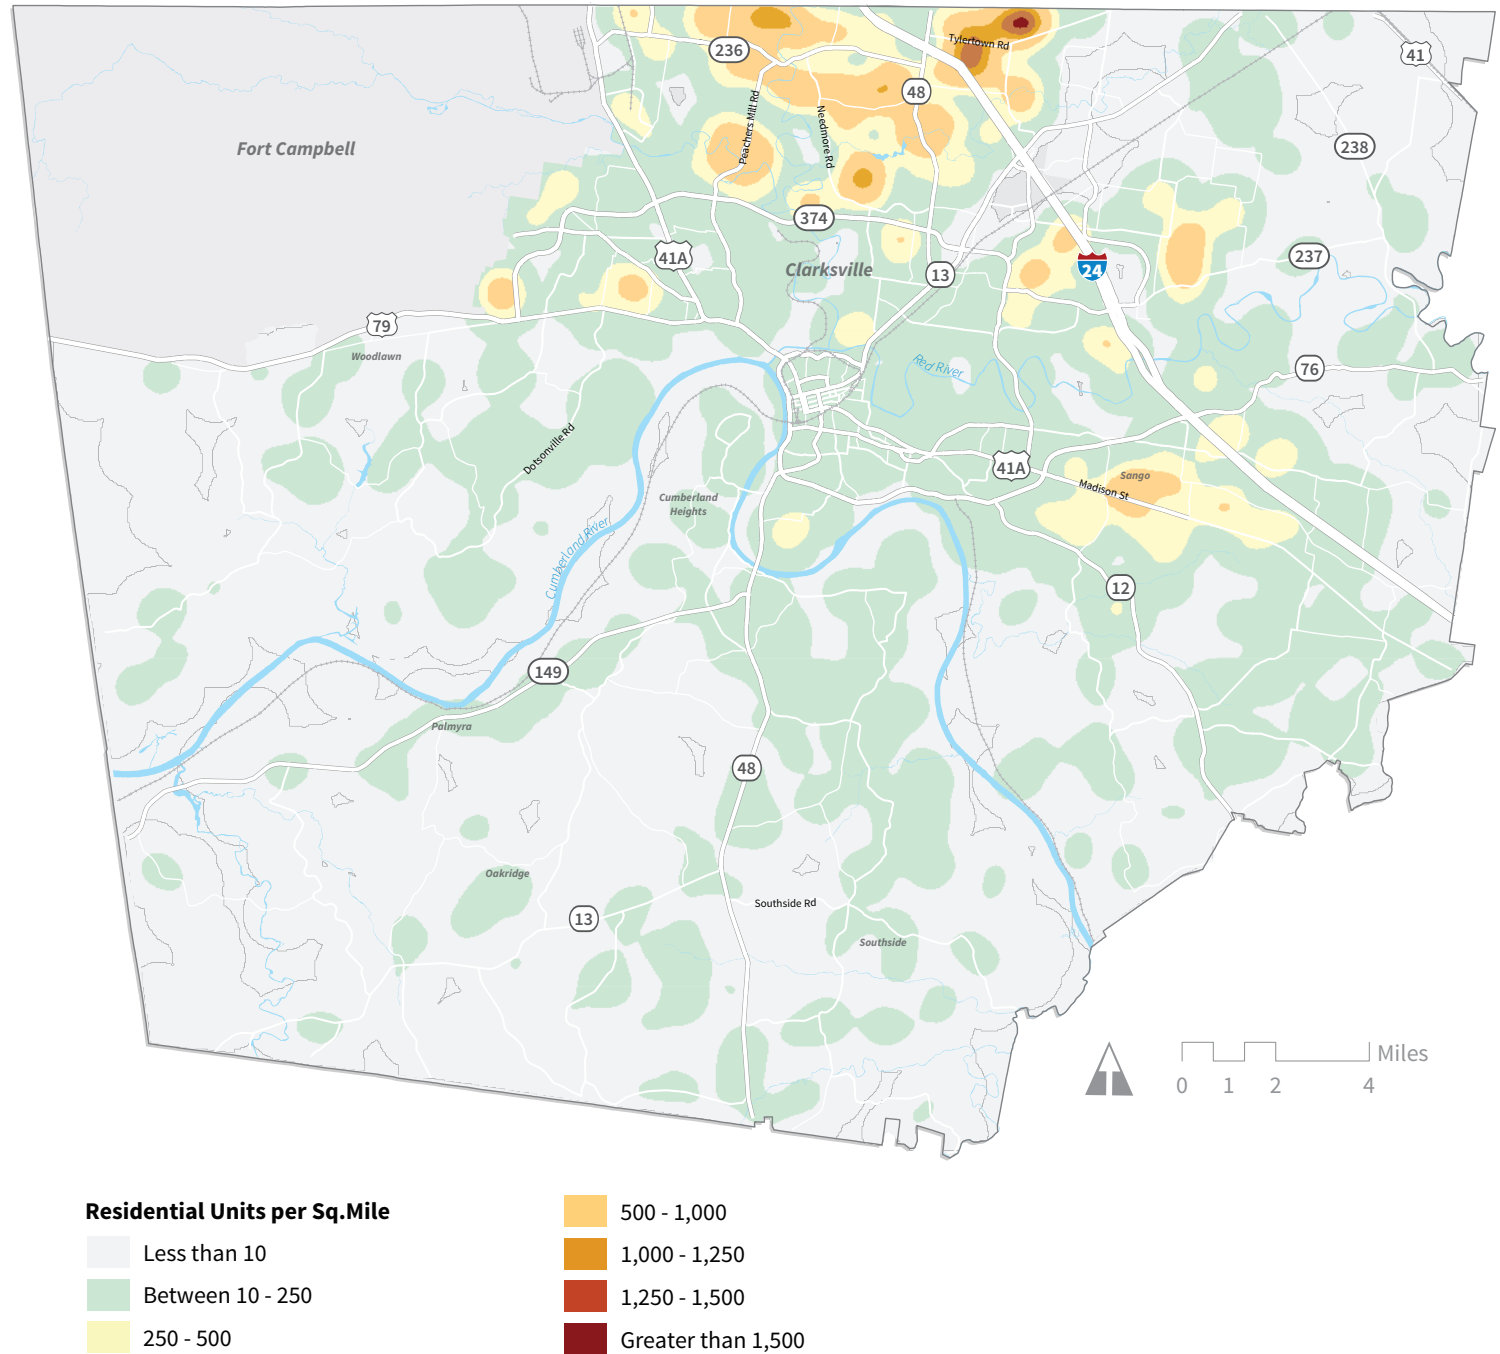 236
Tylertown Rd
41
48
Peachers Mill Rd
Needmore Rd
Fort Campbell
238
374
41A
Clarksville
13
24
237
79
Woodlawn
Red River
76
Dotsonville Rd
41A
Sango
Madison St
Cumberland
Heights
Cumberland River
12
149
Palmyra
48
Oakridge
13
Southside Rd
Southside
Miles
0 1 2 4
Residential Units per Sq.Mile
Less than 10
Between 10 - 250
250 - 500
500 - 1,000
1,000 - 1,250
1,250 - 1,500
Greater than 1,500